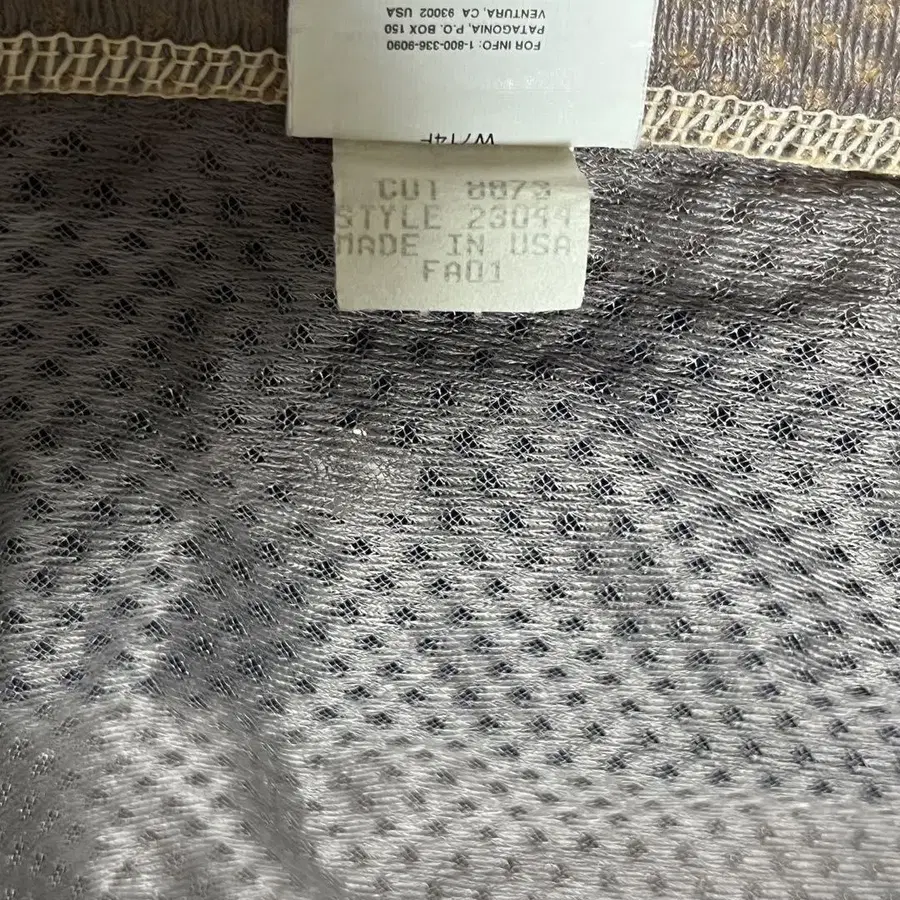 FOR INFO: 1-800-336-9090
PATAGONIA, P.O. BOX 150
VENTURA, CA 93002 USA
CUT
STYLE 23044
MADE IN USA
FA01